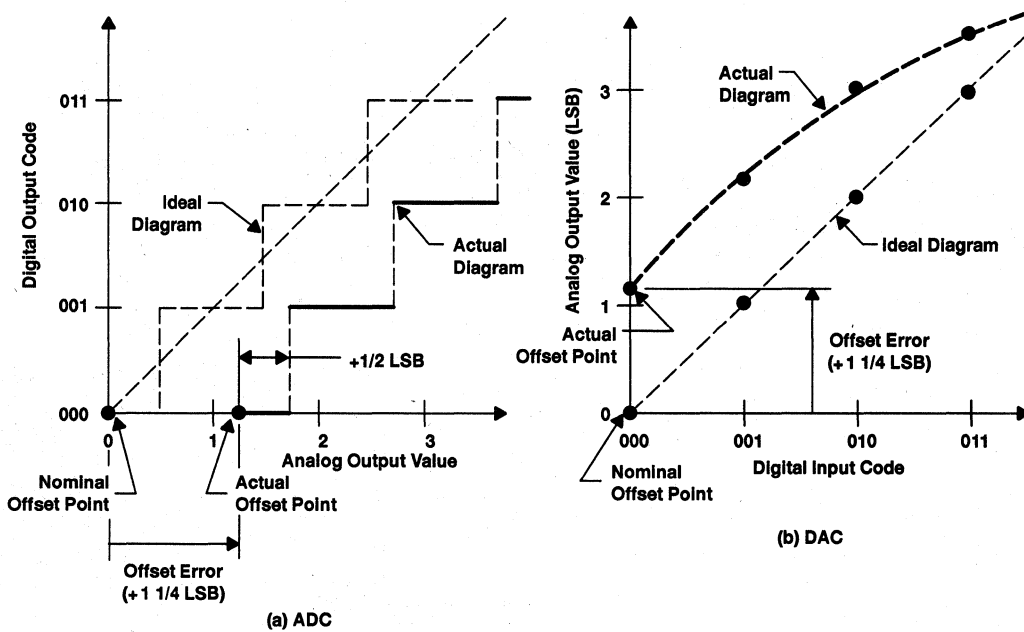 011
010
001
000
Digital Output Code
Ideal
Diagram
Actual
Diagram
+1/2 LSB
0
1
2
3
Analog Output Value
Nominal
Offset Point
Actual
Offset Point
Offset Error
(+1 1/4 LSB)
(a) ADC
3
2
1
0
Analog Output Value (LSB)
Actual
Diagram
Ideal Diagram
Actual
Offset Point
Offset Error
(+1 1/4 LSB)
000
001
010
011
Digital Input Code
Nominal
Offset Point
(b) DAC